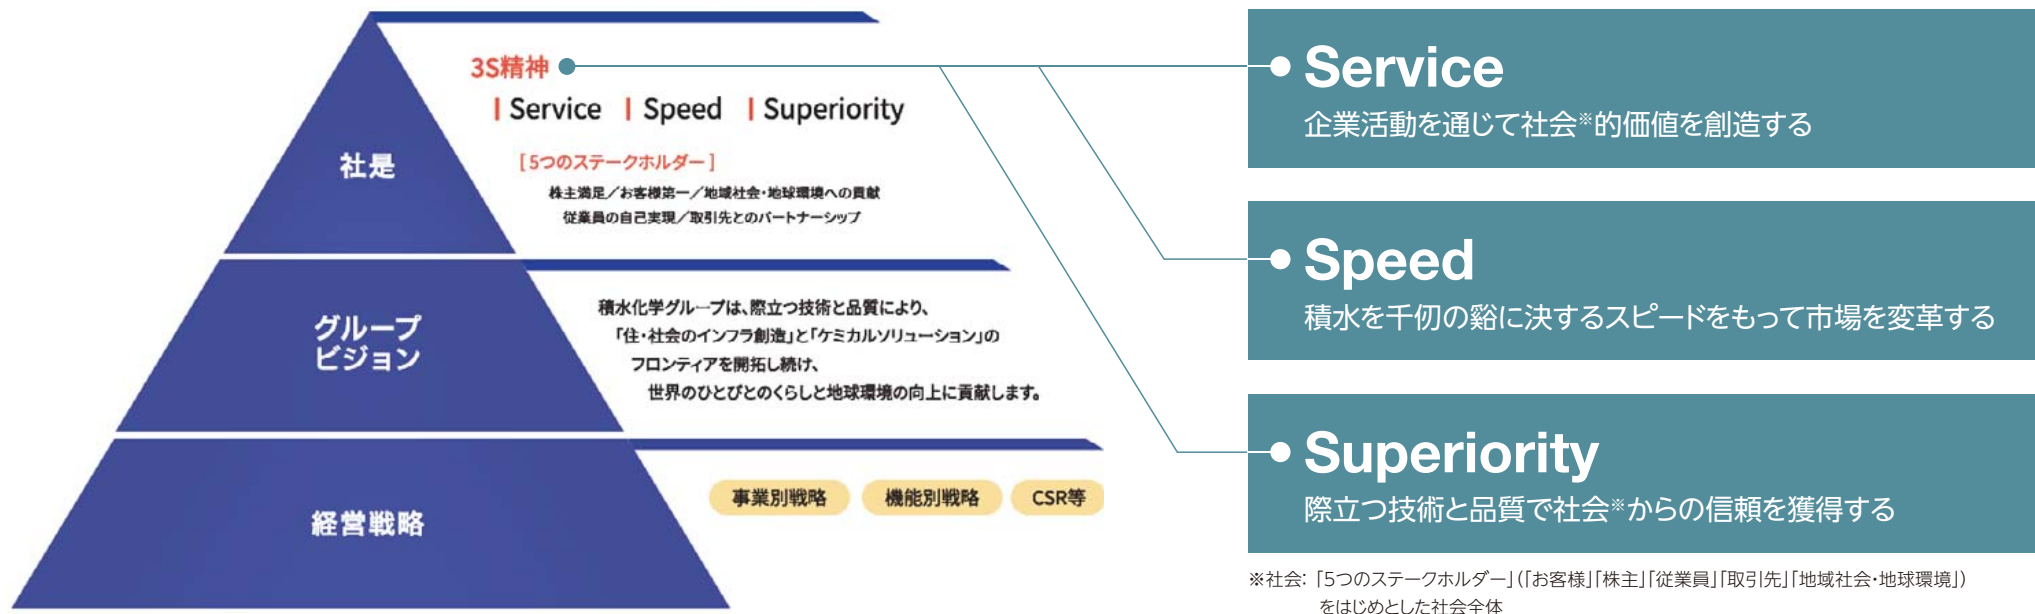 3S精神
Service Speed Superiority
[5つのステークホルダー]
株主満足/お客様第一/地域社会・地球環境への貢献
従業員の自己実現/取引先とのパートナーシップ
社是
積水化学グループは、際立つ技術と品質により、
「住・社会のインフラ創造」と「ケミカルソリューション」の
フロンティアを開拓し続け、
世界のひとびとのくらしと地球環境の向上に貢献します。
グループ
ビジョン
事業別戦略 機能別戦略 CSR等
経営戦略
Service
企業活動を通じて社会※的価値を創造する
Speed
積水を千仞の谿に決するスピードをもって市場を変革する
Superiority
際立つ技術と品質で社会※からの信頼を獲得する
※社会:「5つのステークホルダー」(「お客様」「株主」「従業員」「取引先」「地域社会・地球環境」)
をはじめとした社会全体